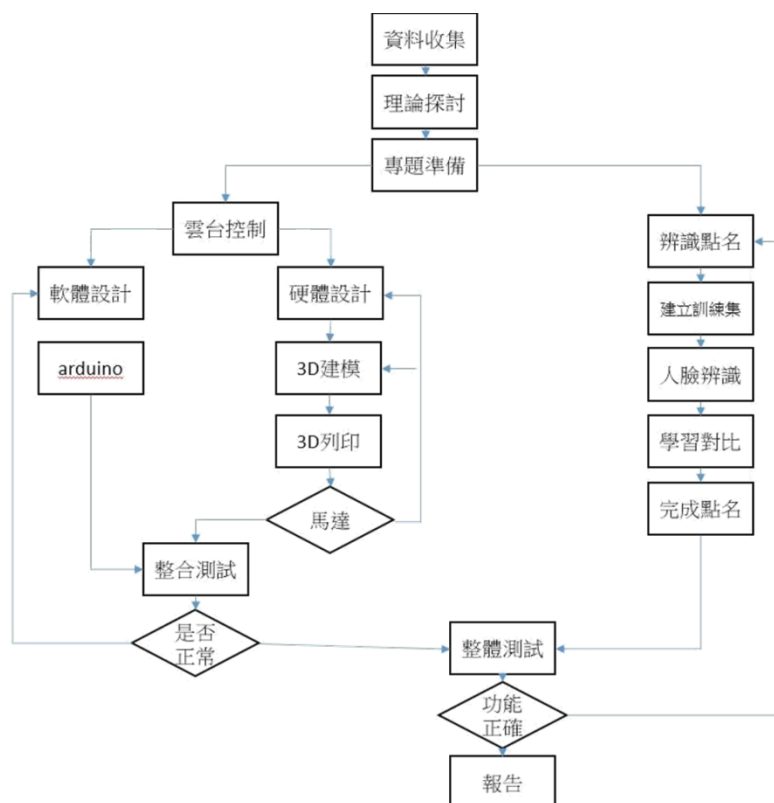 資料收集
理論探討
專題準備
雲台控制
辨識點名
軟體設計
硬體設計
建立訓練集
arduino
3D建模
人臉辨識
3D列印
學習對比
馬達
完成點名
整合測試
是否
正常
整體測試
功能
正確
報告